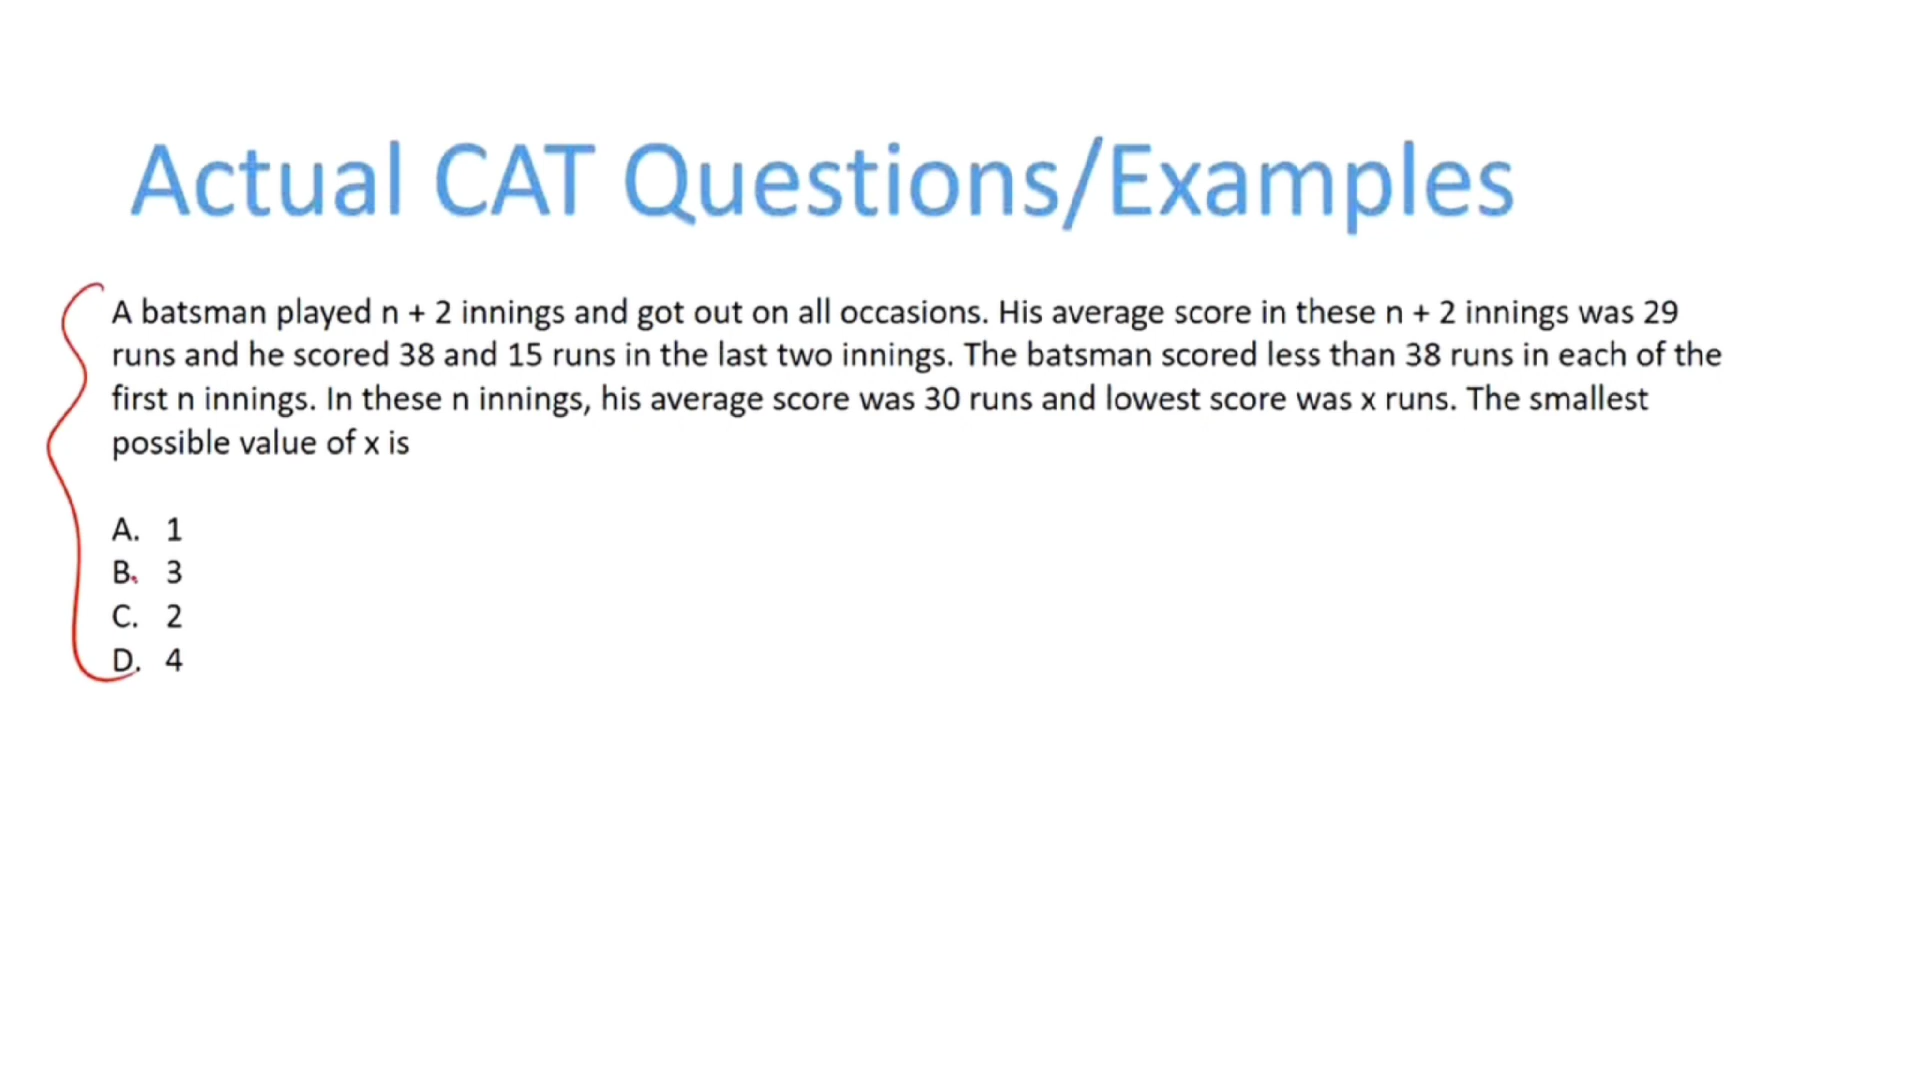 Actual CAT Questions/Examples
A batsman played n + 2 innings and got out on all occasions. His average score in these n + 2 innings was 29
runs and he scored 38 and 15 runs in the last two innings. The batsman scored less than 38 runs in each of the
first n innings. In these n innings, his average score was 30 runs and lowest score was x runs. The smallest
possible value of x is
A. 1
B. 3
C. 2
D. 4